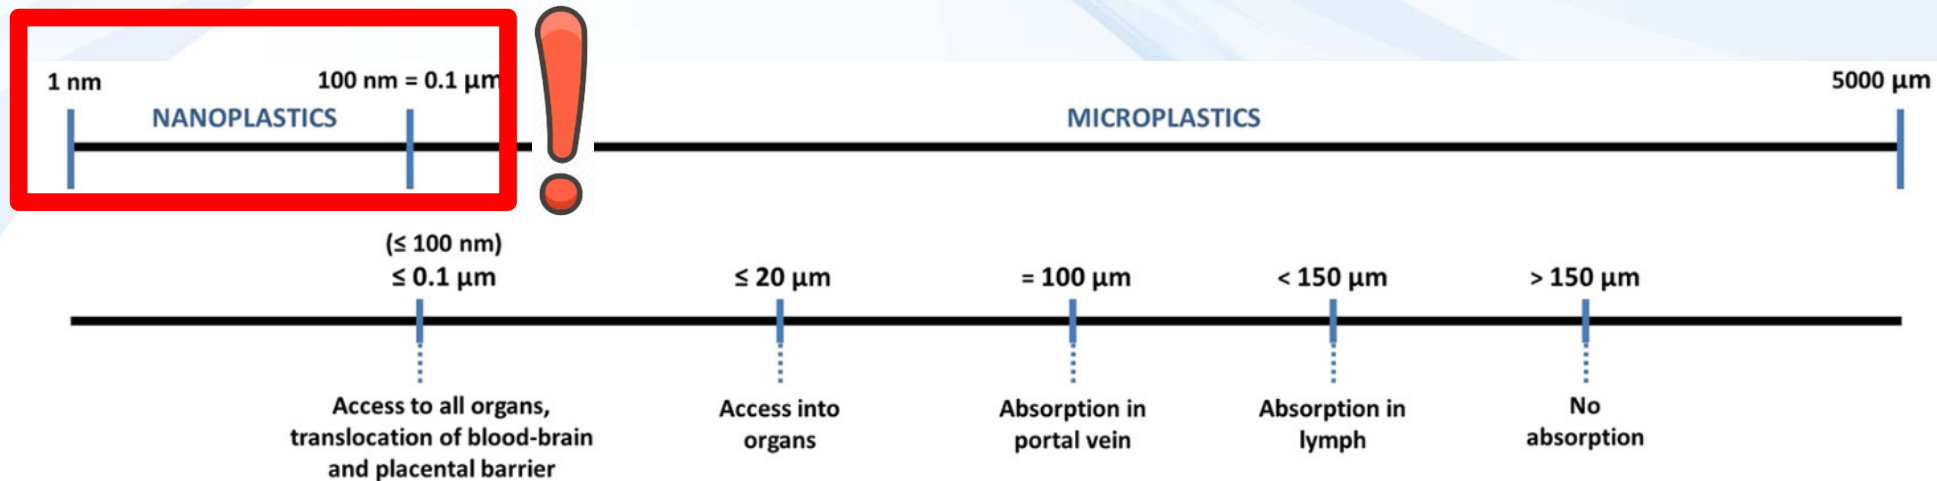 1 nm
100 nm = 0.1 μm
5000 μm
NANOPLASTICS
MICROPLASTICS
(≤ 100 nm)
≤ 0.1 μm
≤ 20 μm
= 100 μm
< 150 μm
> 150 μm
Access to all organs,
translocation of blood-brain
and placental barrier
Access into
organs
Absorption in
portal vein
Absorption in
lymph
No
absorption